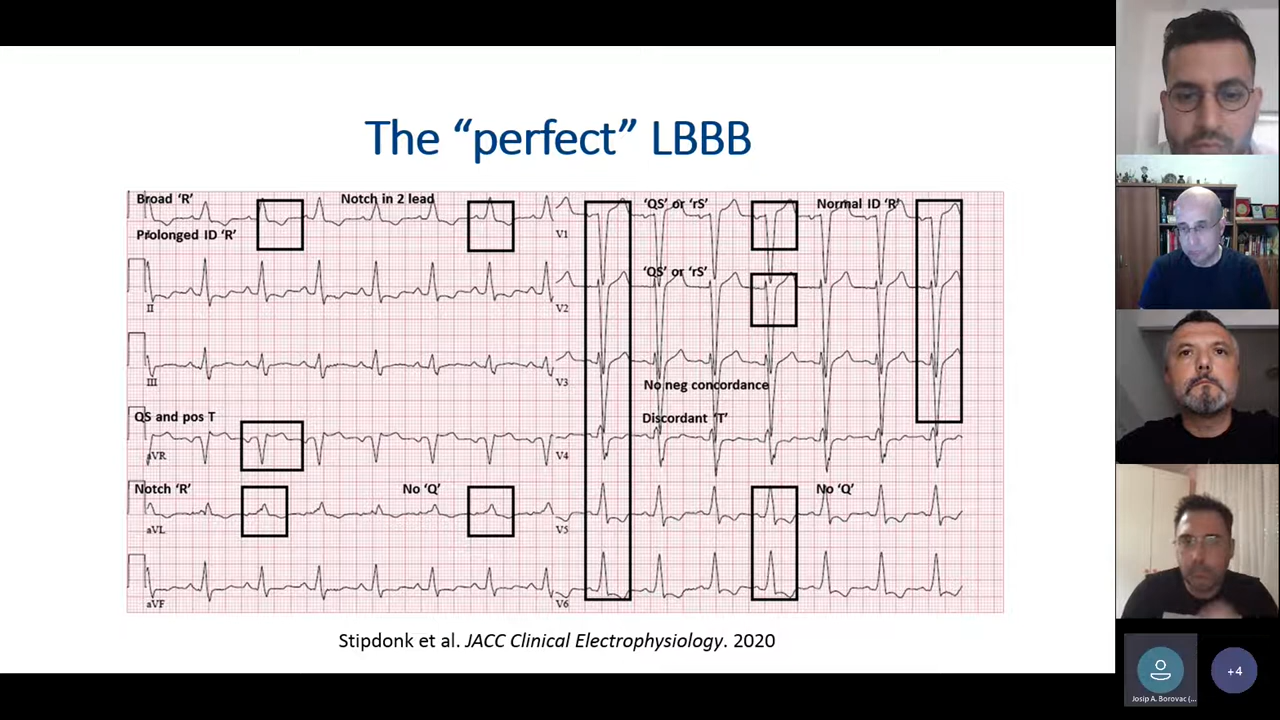 The “perfect” LBBB
Broad ‘R’
Notch in 2 lead
‘QS’ or ‘rS’
Normal ID ‘R’
Prolonged ID ‘R’
V1
‘QS’ or ‘rS’
II
V2
III
V3
No neg concordance
QS and pos T
Discordant ‘T’
aVR
V4
Notch ‘R’
No ‘Q’
No ‘Q’
aVL
V5
aVF
V6
Stipdonk et al. JACC Clinical Electrophysiology. 2020
Josip A. Borovac (...
+4